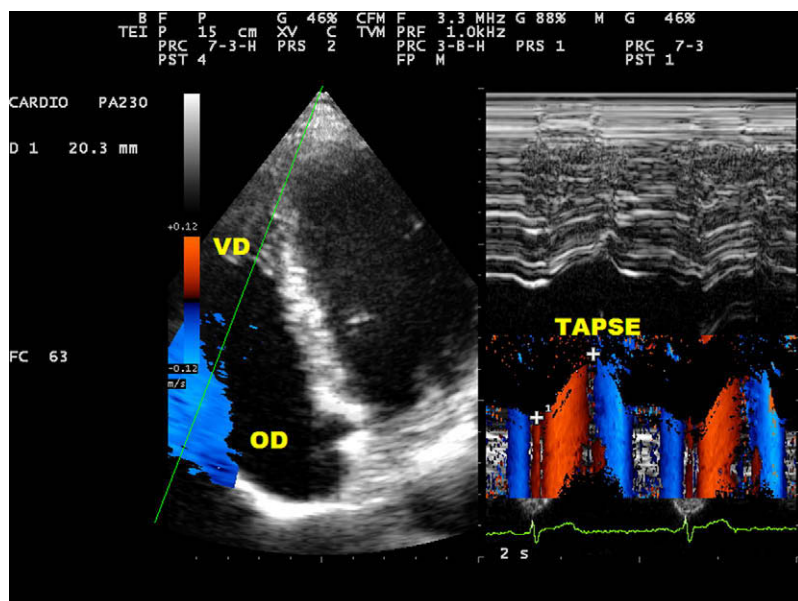 B F P G 46% CFM F 3.3 MHz G 88% M G 46%
TEI P 15 cm XV C TVM PRF 1.0kHz
PRC 7-3-H PRS 2 PRC 3-B-H PRS 1 PRC 7-3
PST 4 FP M PST 1
CARDIO PA230
D 1 20.3 mm
+0.12
VD
TAPSE
FC 63
-0.12
m/s
1
OD
2 s